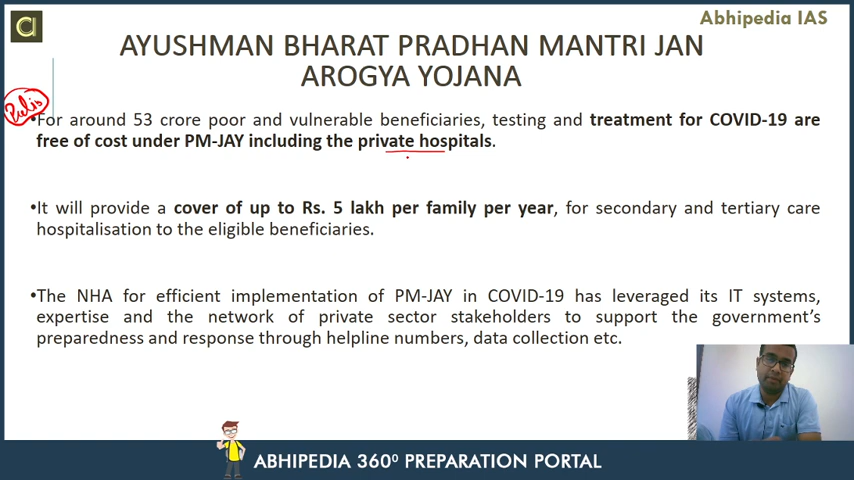 Abhipedia IAS
AYUSHMAN BHARAT PRADHAN MANTRI JAN
AROGYA YOJANA
•For around 53 crore poor and vulnerable beneficiaries, testing and treatment for COVID-19 are
free of cost under PM-JAY including the private hospitals.
•It will provide a cover of up to Rs. 5 lakh per family per year, for secondary and tertiary care
hospitalisation to the eligible beneficiaries.
•The NHA for efficient implementation of PM-JAY in COVID-19 has leveraged its IT systems,
expertise and the network of private sector stakeholders to support the government's
preparedness and response through helpline numbers, data collection etc.
ABHIPEDIA 360⁰ PREPARATION PORTAL